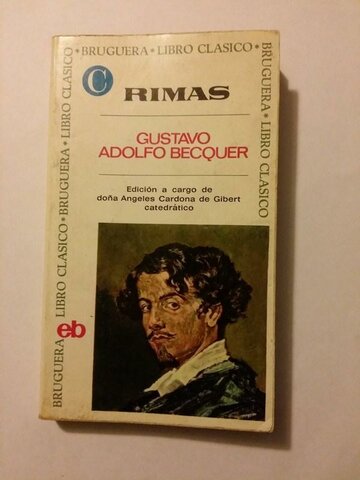 BRUGUERA • LIBRO CLASICO •
BRUGUERA • LIBRO CLASICO •
BRUGUERA • LIBRO CLASICO • BRUGUERA • LIBRO CLASICO •
C
RIMAS
GUSTAVO
ADOLFO BECQUER
Edición a cargo de
doña Angeles Cardona de Gibert
catedrático
eb